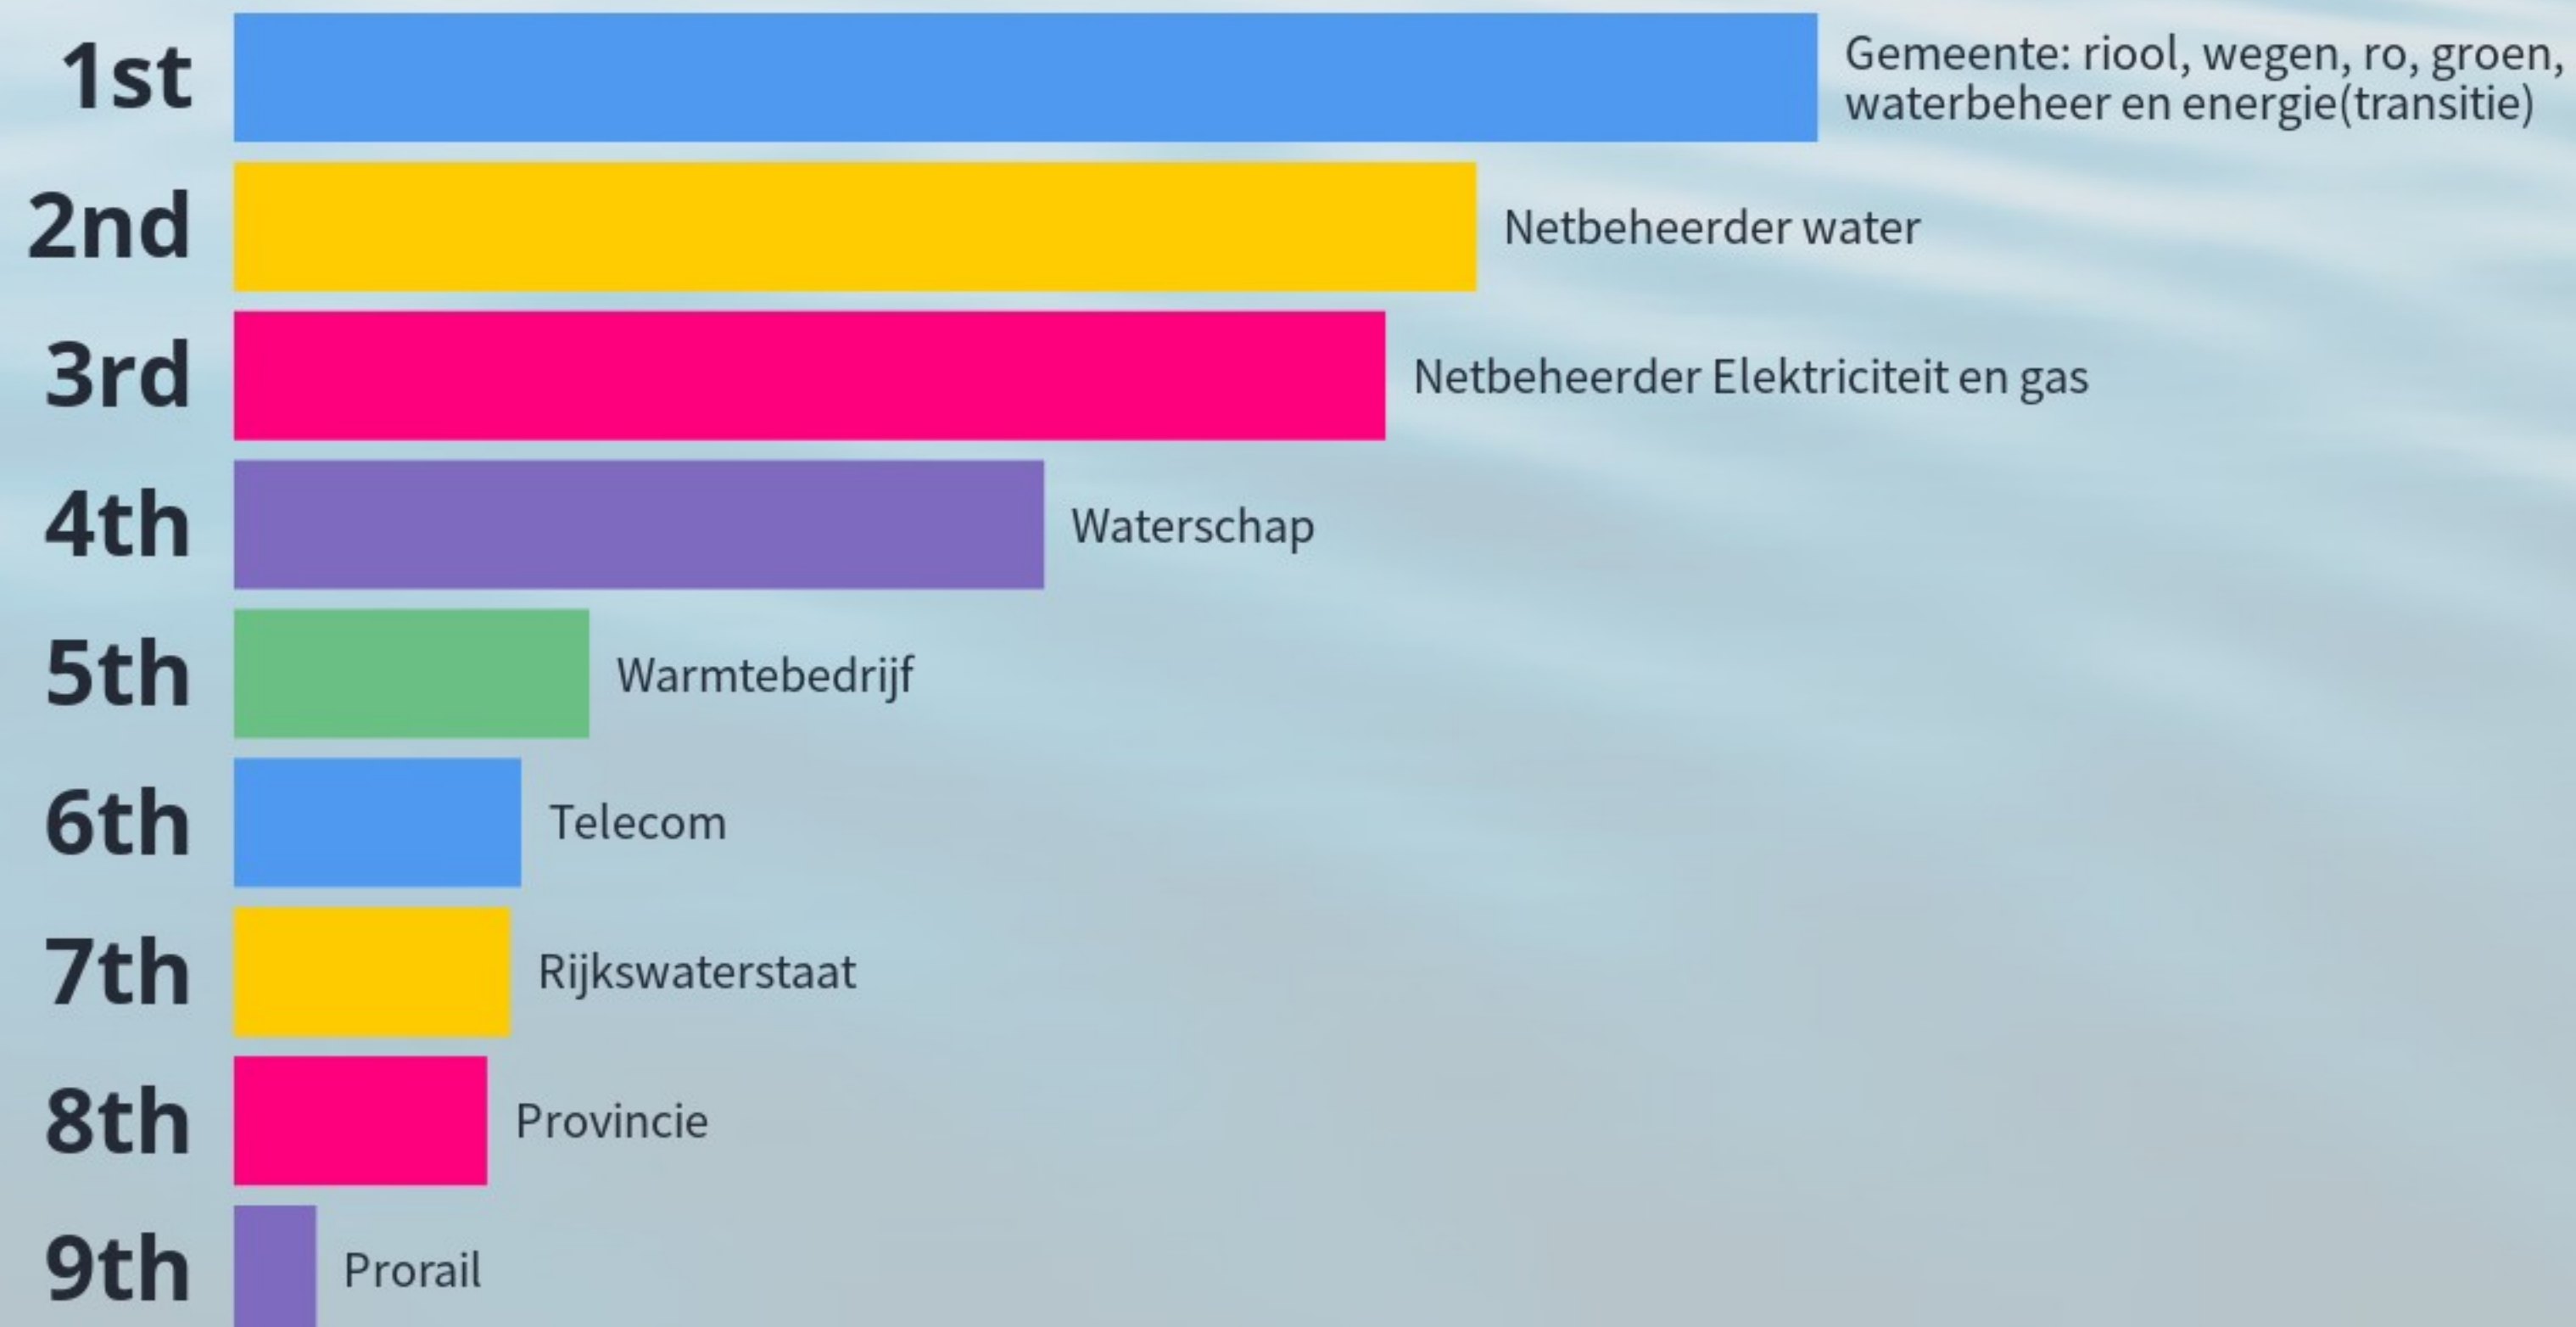 1st
Gemeente: riool, wegen, ro, groen,
waterbeheer en energie(transitie)
2nd
Netbeheerder water
3rd
Netbeheerder Elektriciteit en gas
4th
Waterschap
5th
Warmtebedrijf
6th
Telecom
7th
Rijkswaterstaat
8th
Provincie
9th
Prorail